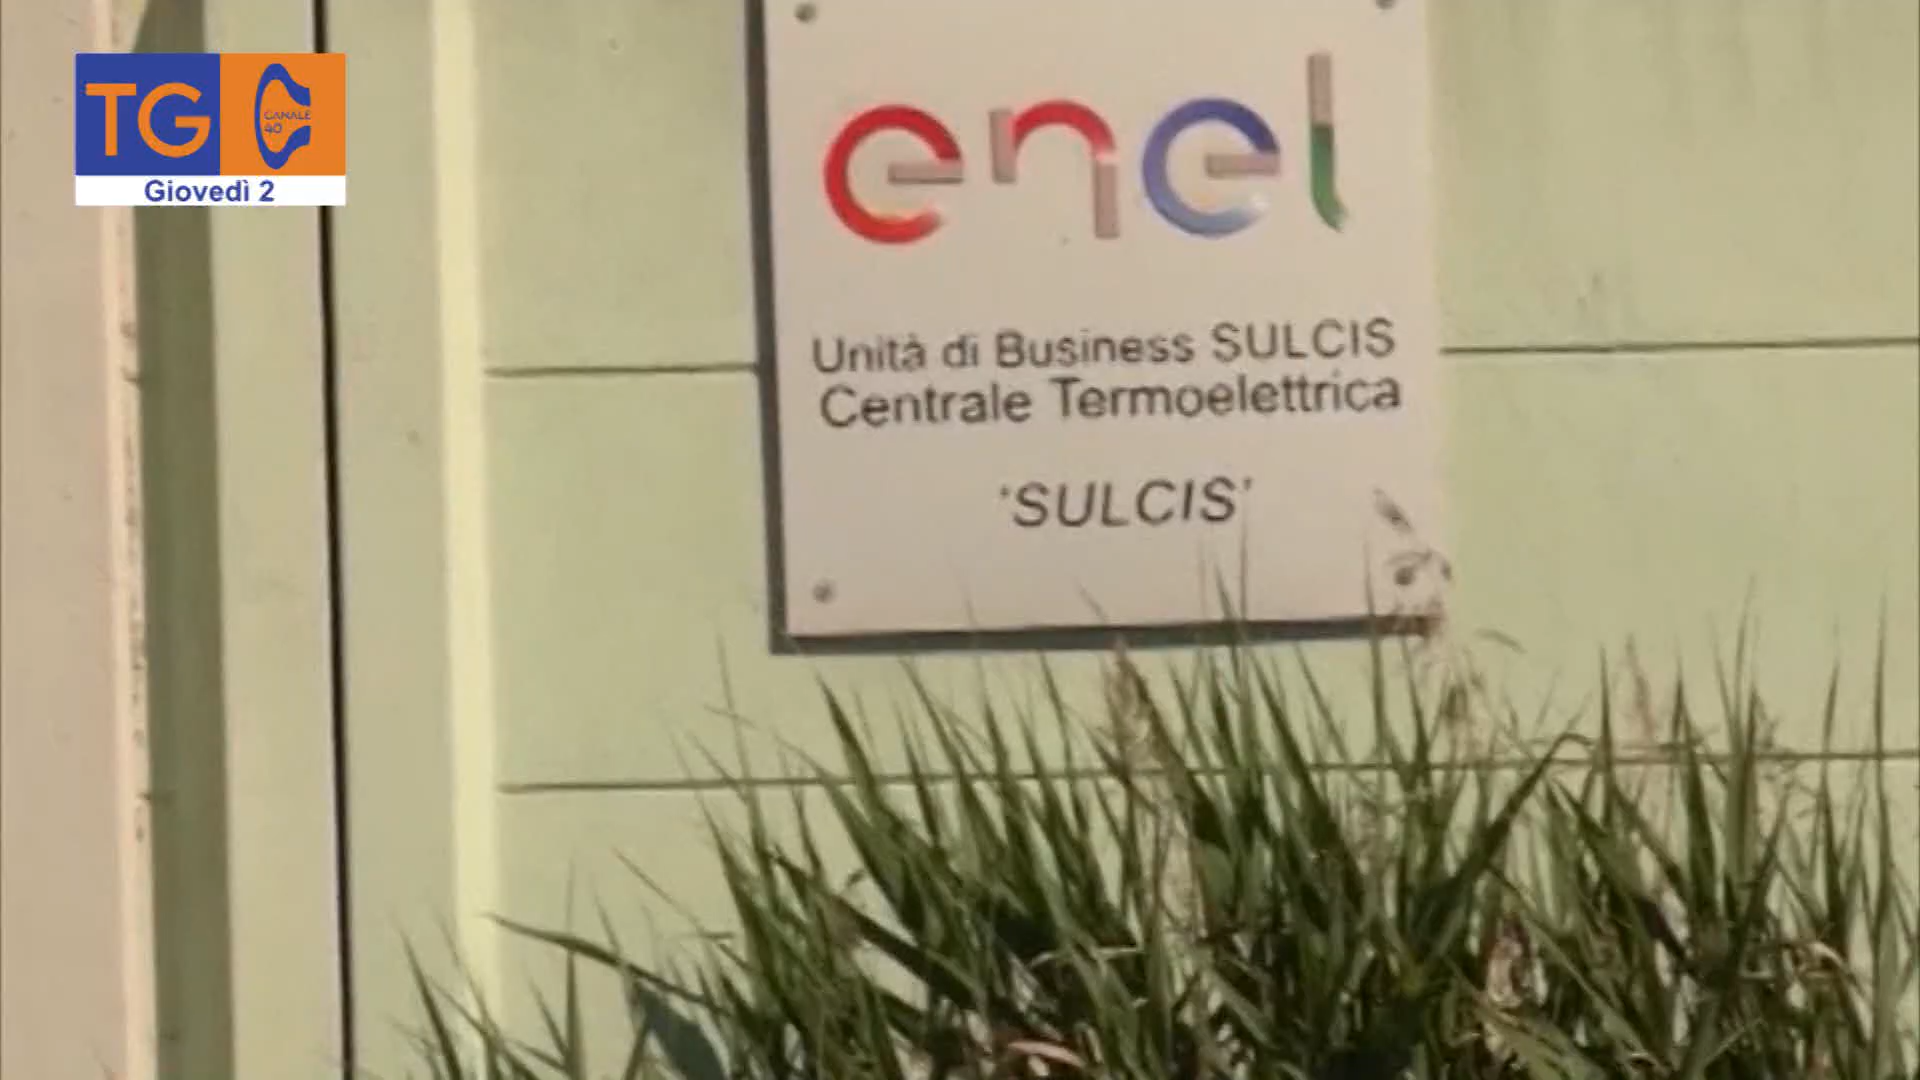 TG
CANALE
40
Giovedì 2
enel
Unità di Business SULCIS
Centrale Termoelettrica
'SULCIS'